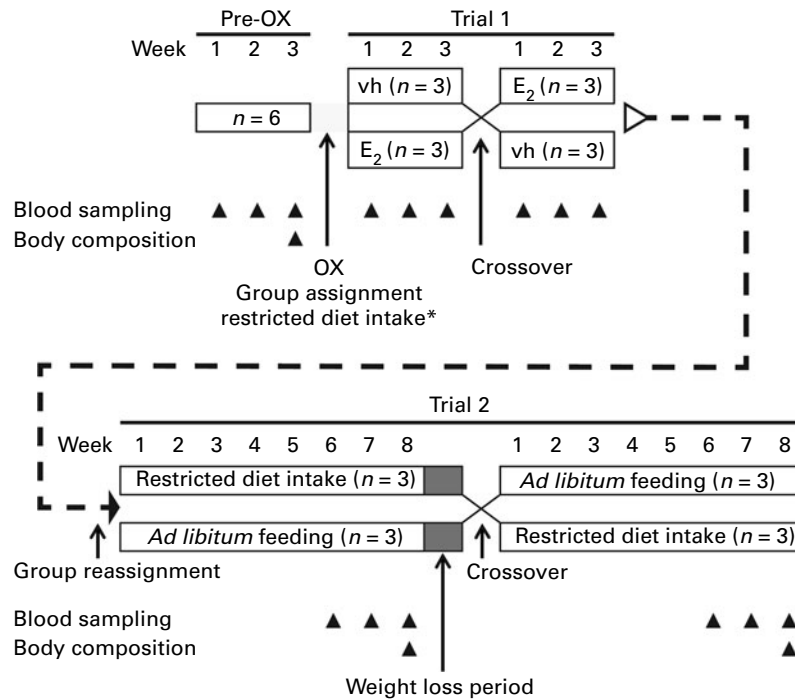 Pre-OX Trial 1
Week 1 2 3 1 2 3 1 2 3
vh (n = 3) E₂ (n = 3)
n = 6
E₂ (n = 3) vh (n = 3)
Blood sampling
Body composition
OX Crossover
Group assignment
restricted diet intake*
Trial 2
Week 1 2 3 4 5 6 7 8 1 2 3 4 5 6 7 8
Restricted diet intake (n = 3) Ad libitum feeding (n = 3)
Ad libitum feeding (n = 3) Restricted diet intake (n = 3)
Group reassignment Crossover
Blood sampling
Body composition
Weight loss period